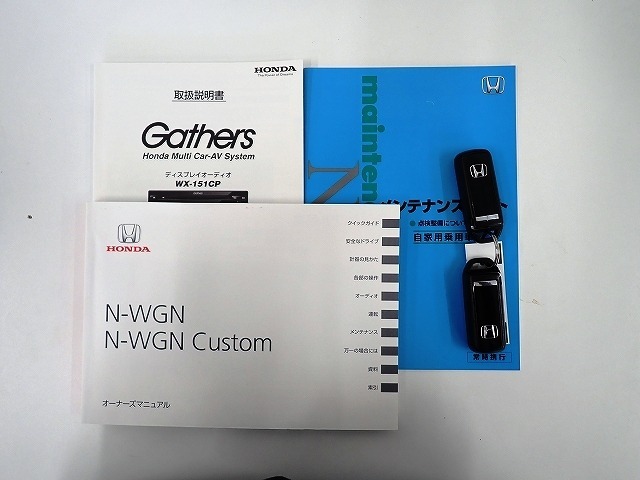 HONDA
The Power of Dreams
取扱説明書
Gathers
Honda Multi Car-AV System
ディスプレイオーディオ
WX-151CP
mainten
N
メンテナンス
点検整備につい
自家用乗用
常時携行
HONDA
N-WGN
N-WGN Custom
オーナーズマニュアル
クイックガイド
安全なドライブ
計器の見かた
各部の操作
オーディオ
運転
メンテナンス
万一の場合には
資料
索引